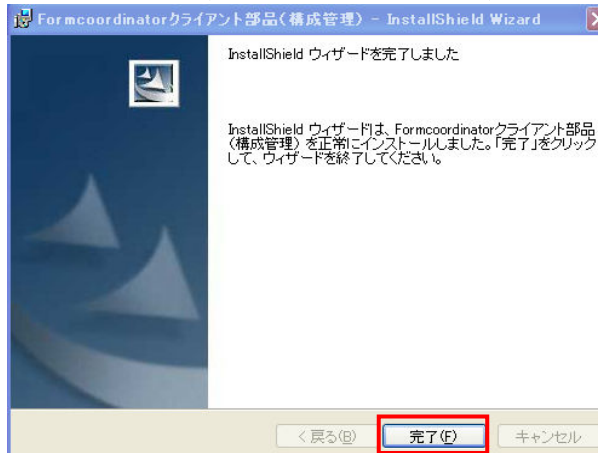 Formcoordinatorクライアント部品(構成管理) - InstallShield Wizard
InstallShield ウィザードを完了しました
InstallShield ウィザードは、Formcoordinatorクライアント部品
(構成管理) を正常にインストールしました。「完了」をクリック
して、ウィザードを終了してください。
< 戻る(B)
完了(F)
キャンセル